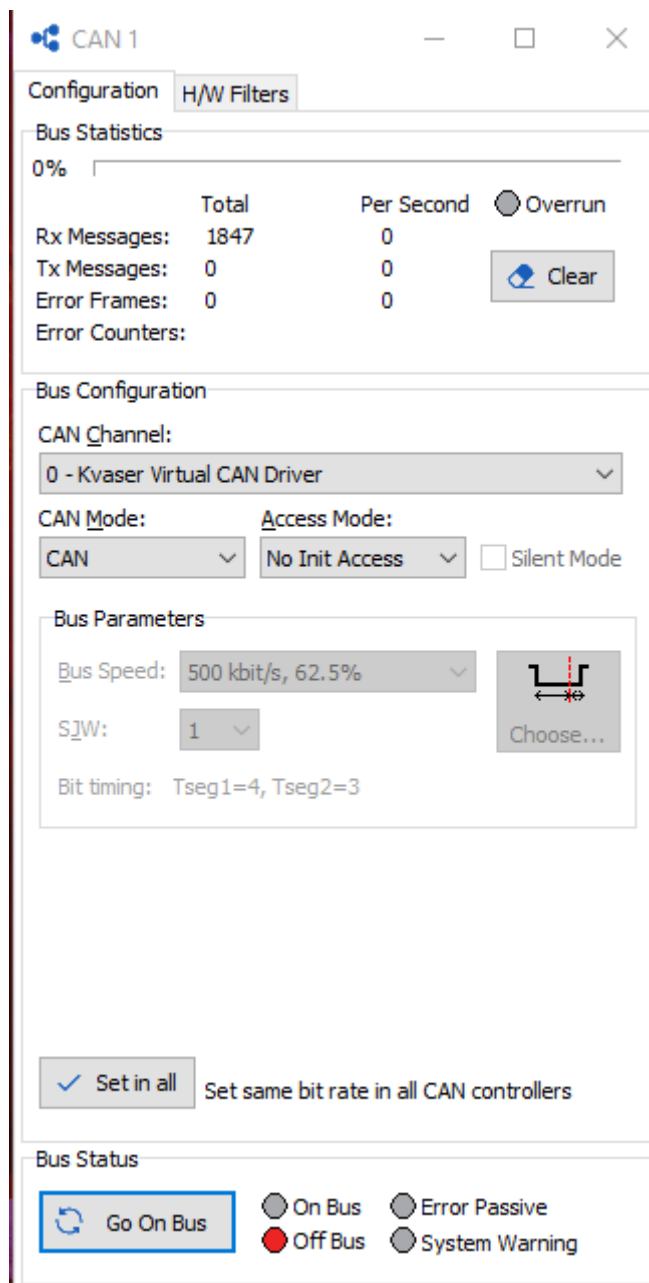 CAN 1
Configuration H/W Filters
Bus Statistics
0%
Total Per Second Overrun
Rx Messages: 1847 0
Tx Messages: 0 0
Clear
Error Frames: 0 0
Error Counters:
Bus Configuration
CAN Channel:
0 - Kvaser Virtual CAN Driver
CAN Mode: Access Mode:
CAN No Init Access Silent Mode
Bus Parameters
Bus Speed: 500 kbit/s, 62.5%
SJW: 1 Choose...
Bit timing: Tseg1=4, Tseg2=3
Set in all Set same bit rate in all CAN controllers
Bus Status
Go On Bus On Bus Error Passive
Off Bus System Warning